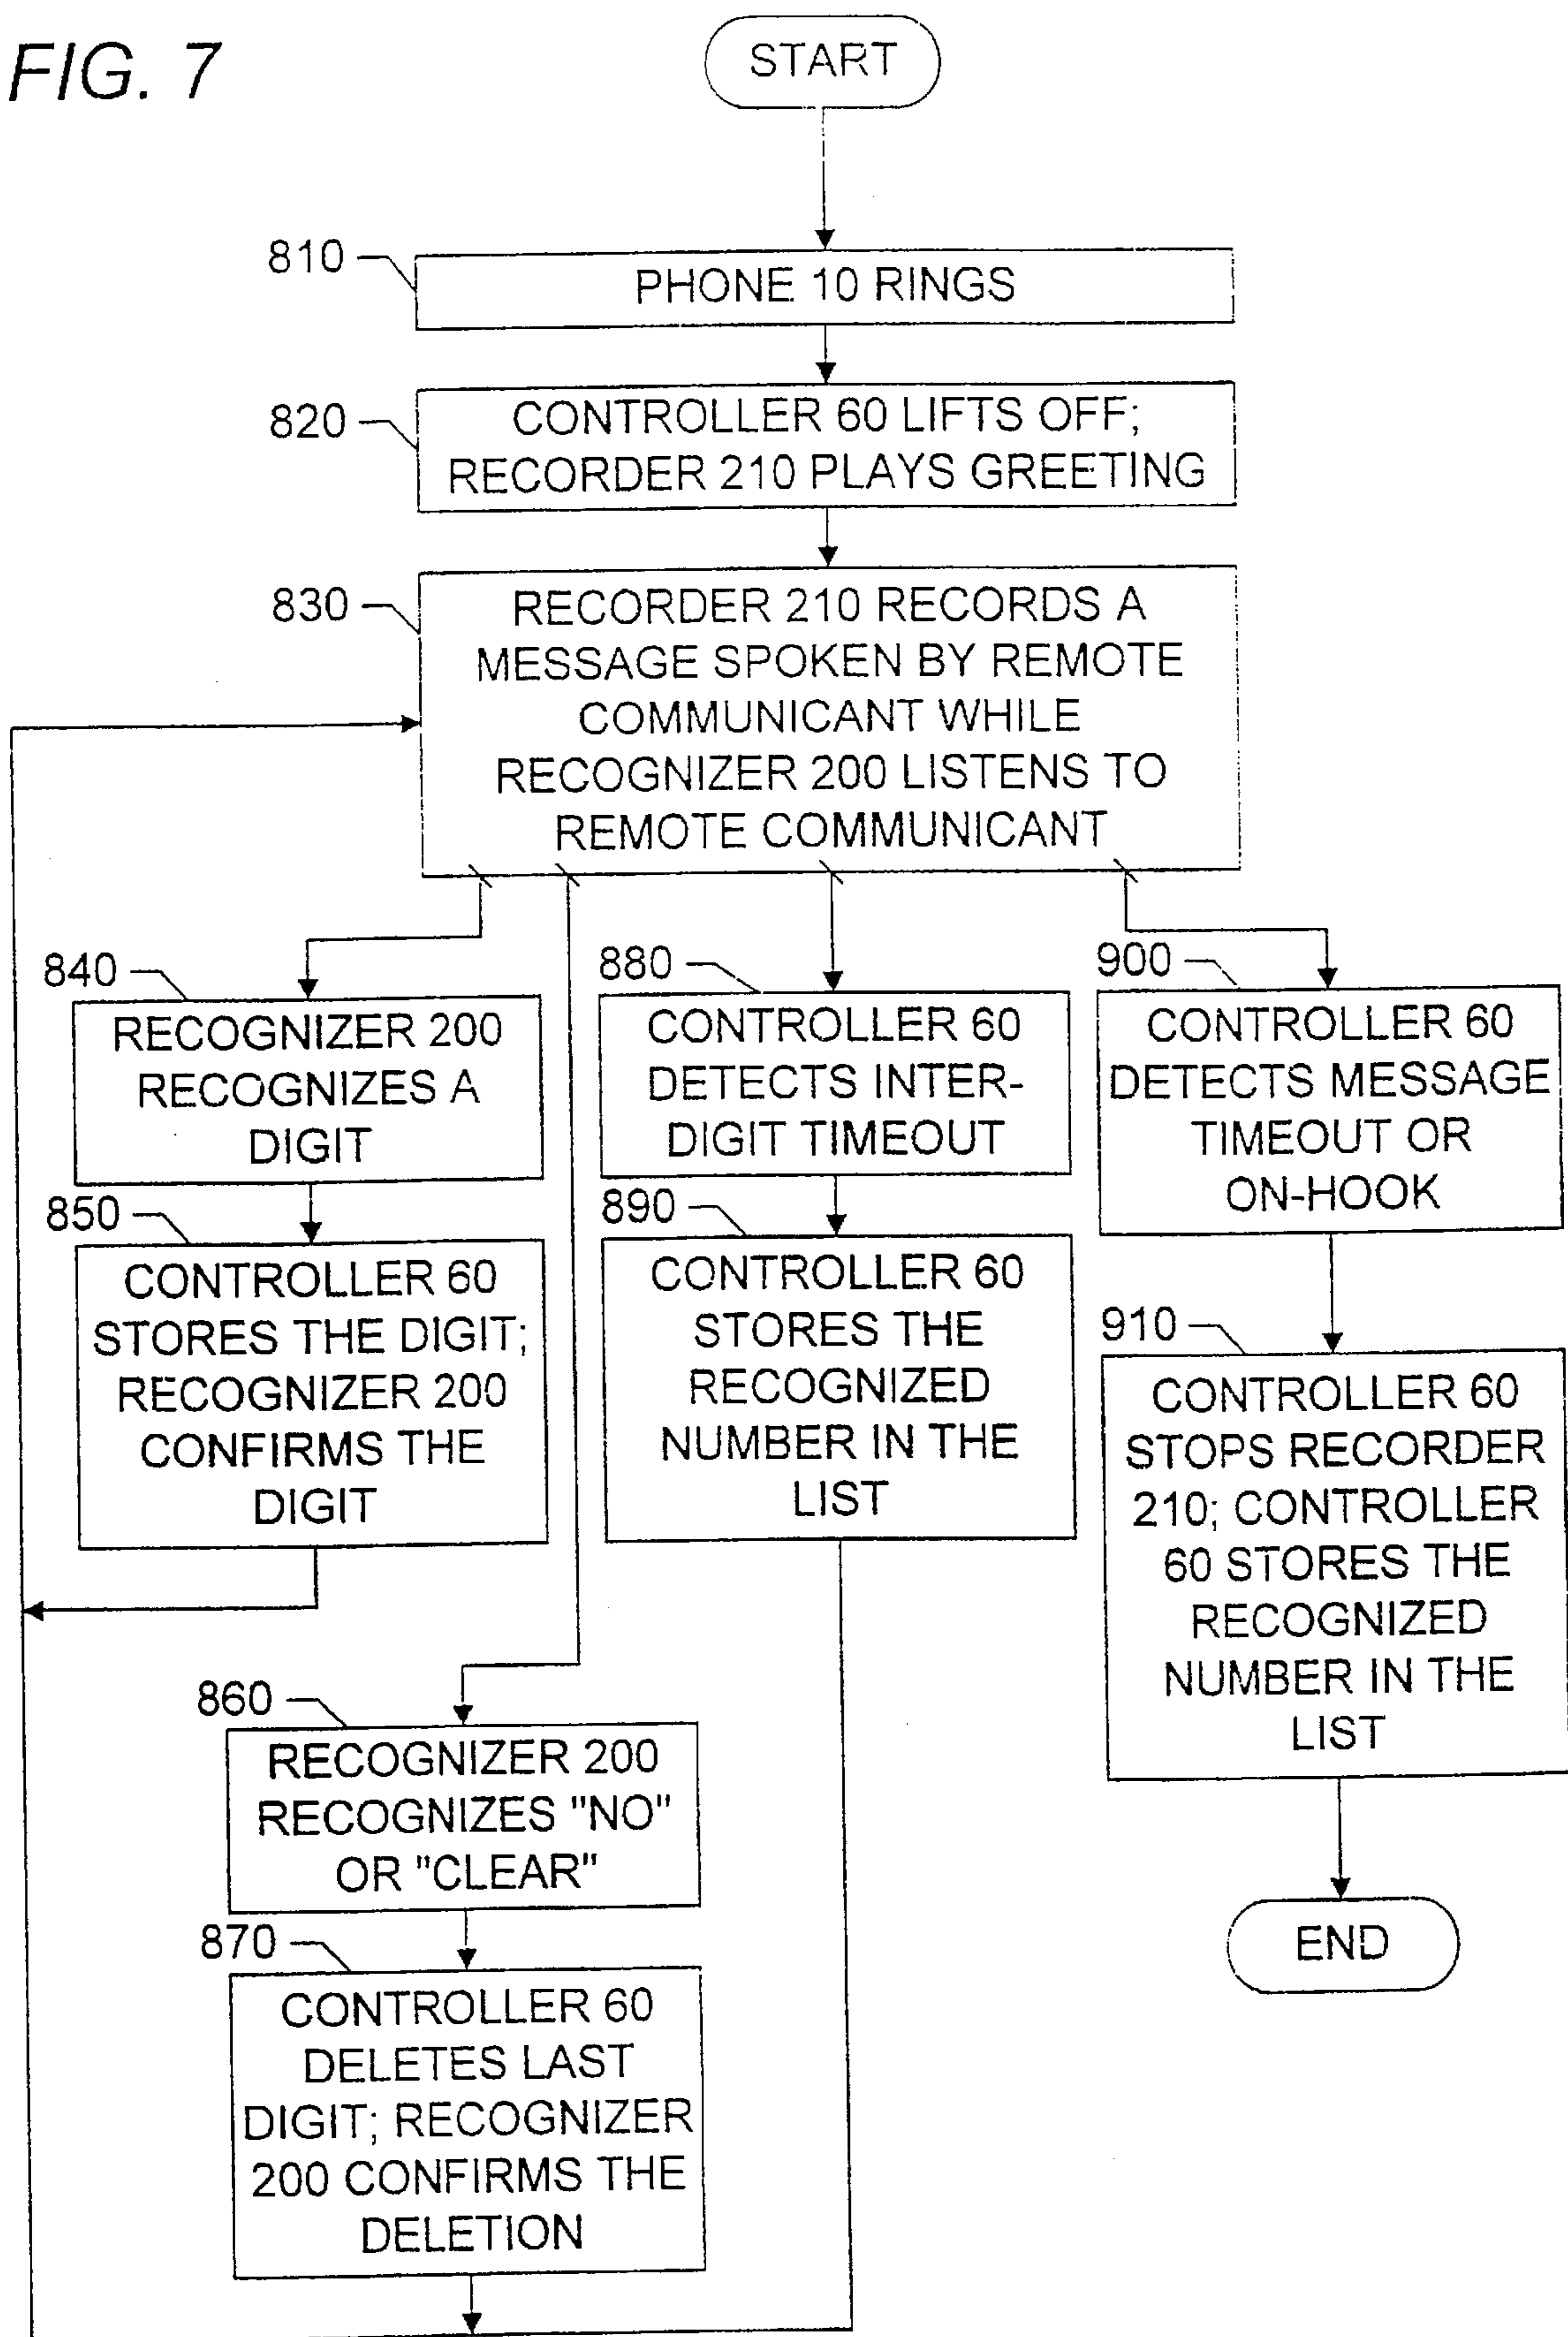 FIG. 7
START
810
PHONE 10 RINGS
820
CONTROLLER 60 LIFTS OFF;
RECORDER 210 PLAYS GREETING
830
RECORDER 210 RECORDS A
MESSAGE SPOKEN BY REMOTE
COMMUNICANT WHILE
RECOGNIZER 200 LISTENS TO
REMOTE COMMUNICANT
840
RECOGNIZER 200
RECOGNIZES A
DIGIT
850
CONTROLLER 60
STORES THE DIGIT;
RECOGNIZER 200
CONFIRMS THE
DIGIT
860
RECOGNIZER 200
RECOGNIZES "NO"
OR "CLEAR"
870
CONTROLLER 60
DELETES LAST
DIGIT; RECOGNIZER
200 CONFIRMS THE
DELETION
880
CONTROLLER 60
DETECTS INTER-
DIGIT TIMEOUT
890
CONTROLLER 60
STORES THE
RECOGNIZED
NUMBER IN THE
LIST
900
CONTROLLER 60
DETECTS MESSAGE
TIMEOUT OR
ON-HOOK
910
CONTROLLER 60
STOPS RECORDER
210; CONTROLLER
60 STORES THE
RECOGNIZED
NUMBER IN THE
LIST
END